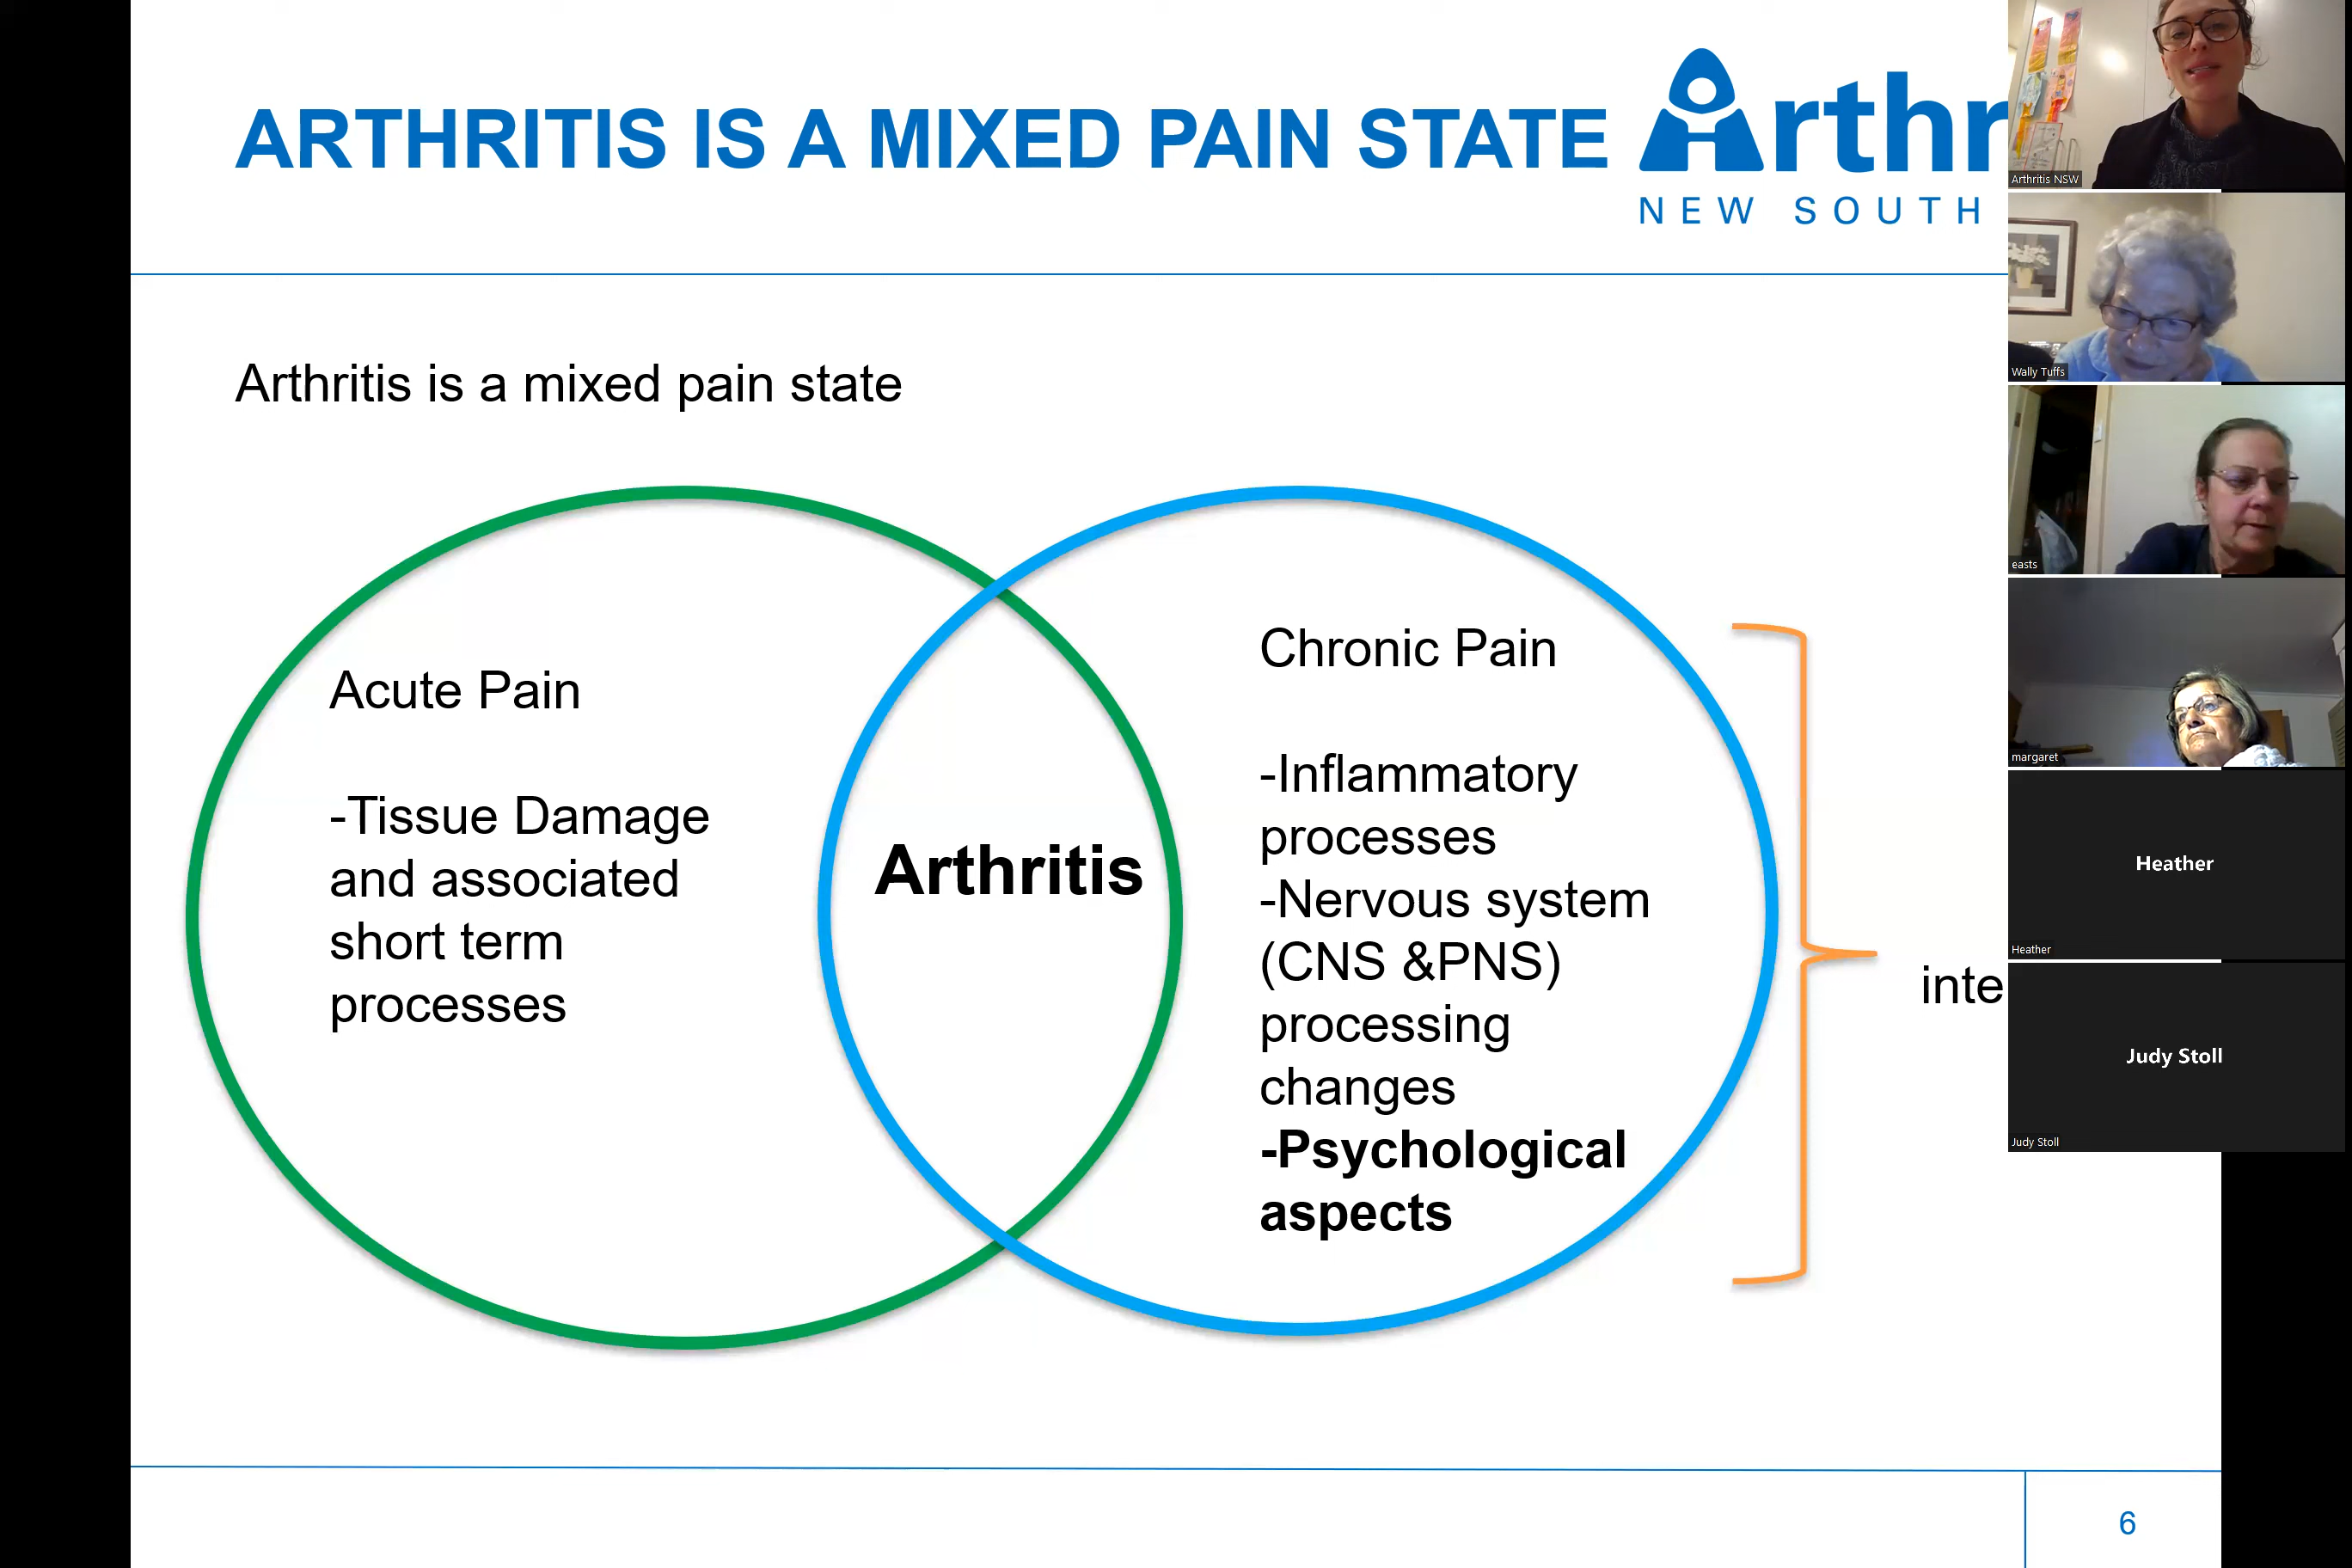 ARTHRITIS IS A MIXED PAIN STATE
Arthr
NEW SOUTH
Arthritis is a mixed pain state
Acute Pain
-Tissue Damage
and associated
short term
processes
Arthritis
Chronic Pain
-Inflammatory
processes
-Nervous system
(CNS &PNS)
processing
changes
-Psychological
aspects
inte
6
Arthritis NSW
Wally Tuffs
easts
margaret
Heather
Heather
Judy Stoll
Judy Stoll